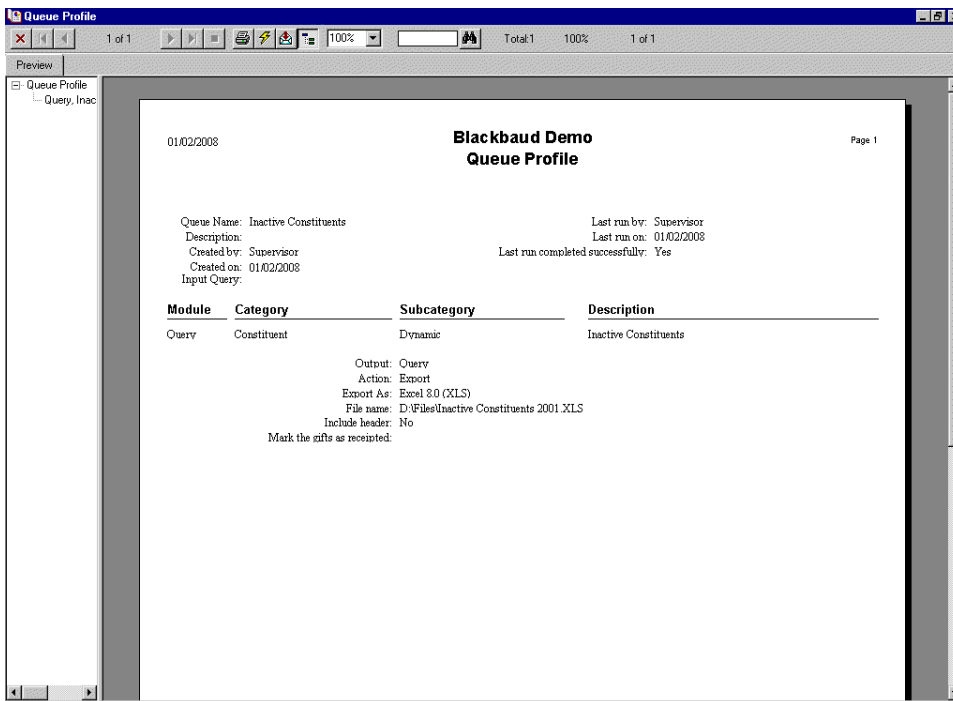 Queue Profile
1 of 1 100% Total:1 100% 1 of 1
Preview
Queue Profile
Query, Inac
01/02/2008 Blackbaud Demo Page 1
Queue Profile
Queue Name: Inactive Constituents Last run by: Supervisor
Description: Last run on: 01/02/2008
Created by: Supervisor Last run completed successfully: Yes
Created on: 01/02/2008
Input Query:
Module Category Subcategory Description
Query Constituent Dynamic Inactive Constituents
Output: Query
Action: Export
Export As: Excel 8.0 (XLS)
File name: D:\Files\Inactive Constituents 2001.XLS
Include header: No
Mark the gifts as receipted: